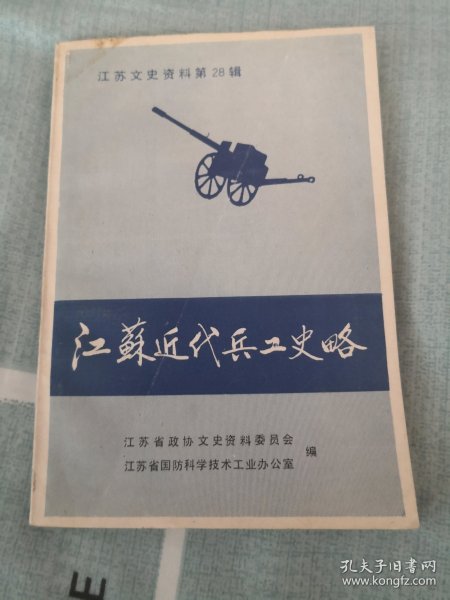 江苏文史资料第28辑
江蘇近代兵工史略
江苏省政协文史资料委员会
江苏省国防科学技术工业办公室
编
E
孔夫子旧书网
www.kongfz.com